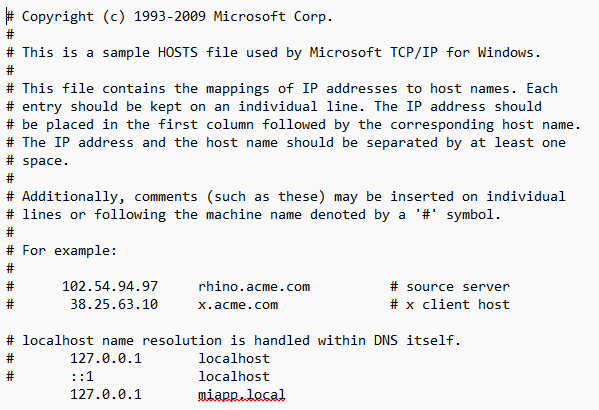 # Copyright (c) 1993-2009 Microsoft Corp.
#
# This is a sample HOSTS file used by Microsoft TCP/IP for Windows.
#
# This file contains the mappings of IP addresses to host names. Each
# entry should be kept on an individual line. The IP address should
# be placed in the first column followed by the corresponding host name.
# The IP address and the host name should be separated by at least one
# space.
#
# Additionally, comments (such as these) may be inserted on individual
# lines or following the machine name denoted by a '#' symbol.
#
# For example:
#
#      102.54.94.97     rhino.acme.com          # source server
#       38.25.63.10     x.acme.com              # x client host

# localhost name resolution is handled within DNS itself.
#       127.0.0.1       localhost
#       ::1             localhost
        127.0.0.1       miapp.local